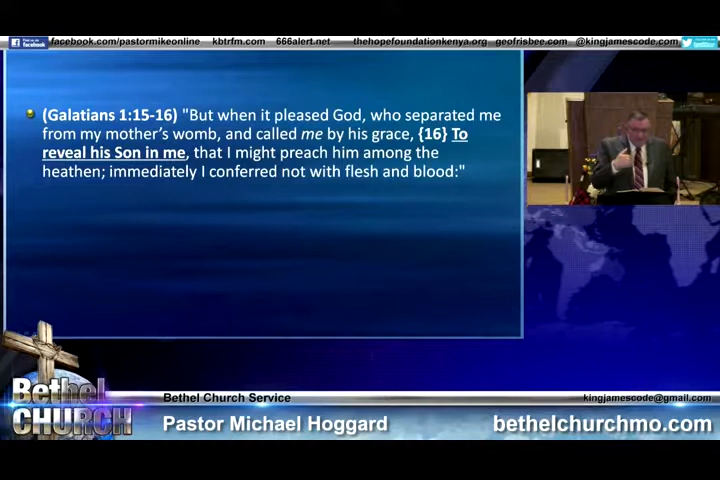 facebook.com/pastormikeonline kbtrfm.com 666alert.net thehopefoundationkenya.org geofrisbee.com @kingjamescode.com
(Galatians 1:15-16) "But when it pleased God, who separated me
from my mother's womb, and called me by his grace, {16} To
reveal his Son in me, that I might preach him among the
heathen; immediately I conferred not with flesh and blood:"
Bethel
CHURCH
Bethel Church Service kingjamescode@gmail.com
Pastor Michael Hoggard bethelchurchmo.com